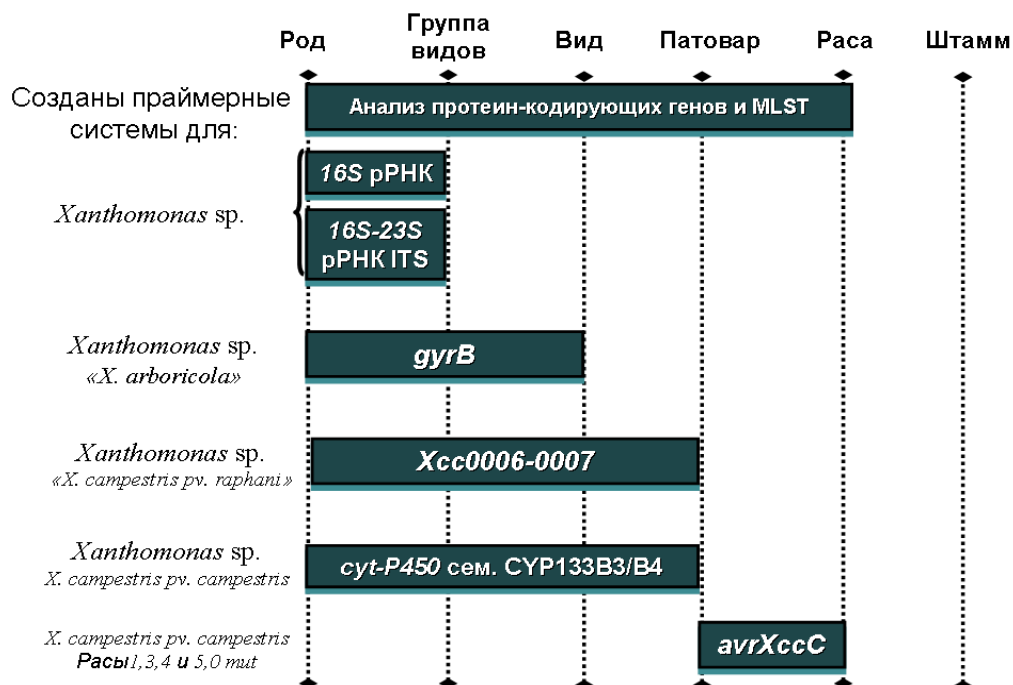 Род
Группа
видов
Вид
Патовар
Раса
Штамм
Созданы праймерные
системы для:
Анализ протеин-кодирующих генов и MLST
Xanthomonas sp.
16S рРНК
16S-23S
рРНК ITS
Xanthomonas sp.
«X. arboricola»
gyrB
Xanthomonas sp.
«X. campestris pv. raphani»
Xcc0006-0007
Xanthomonas sp.
X. campestris pv. campestris
cyt-P450 сем. CYP133B3/B4
X. campestris pv. campestris
Расы1,3,4 и 5,0 mut
avrXccC